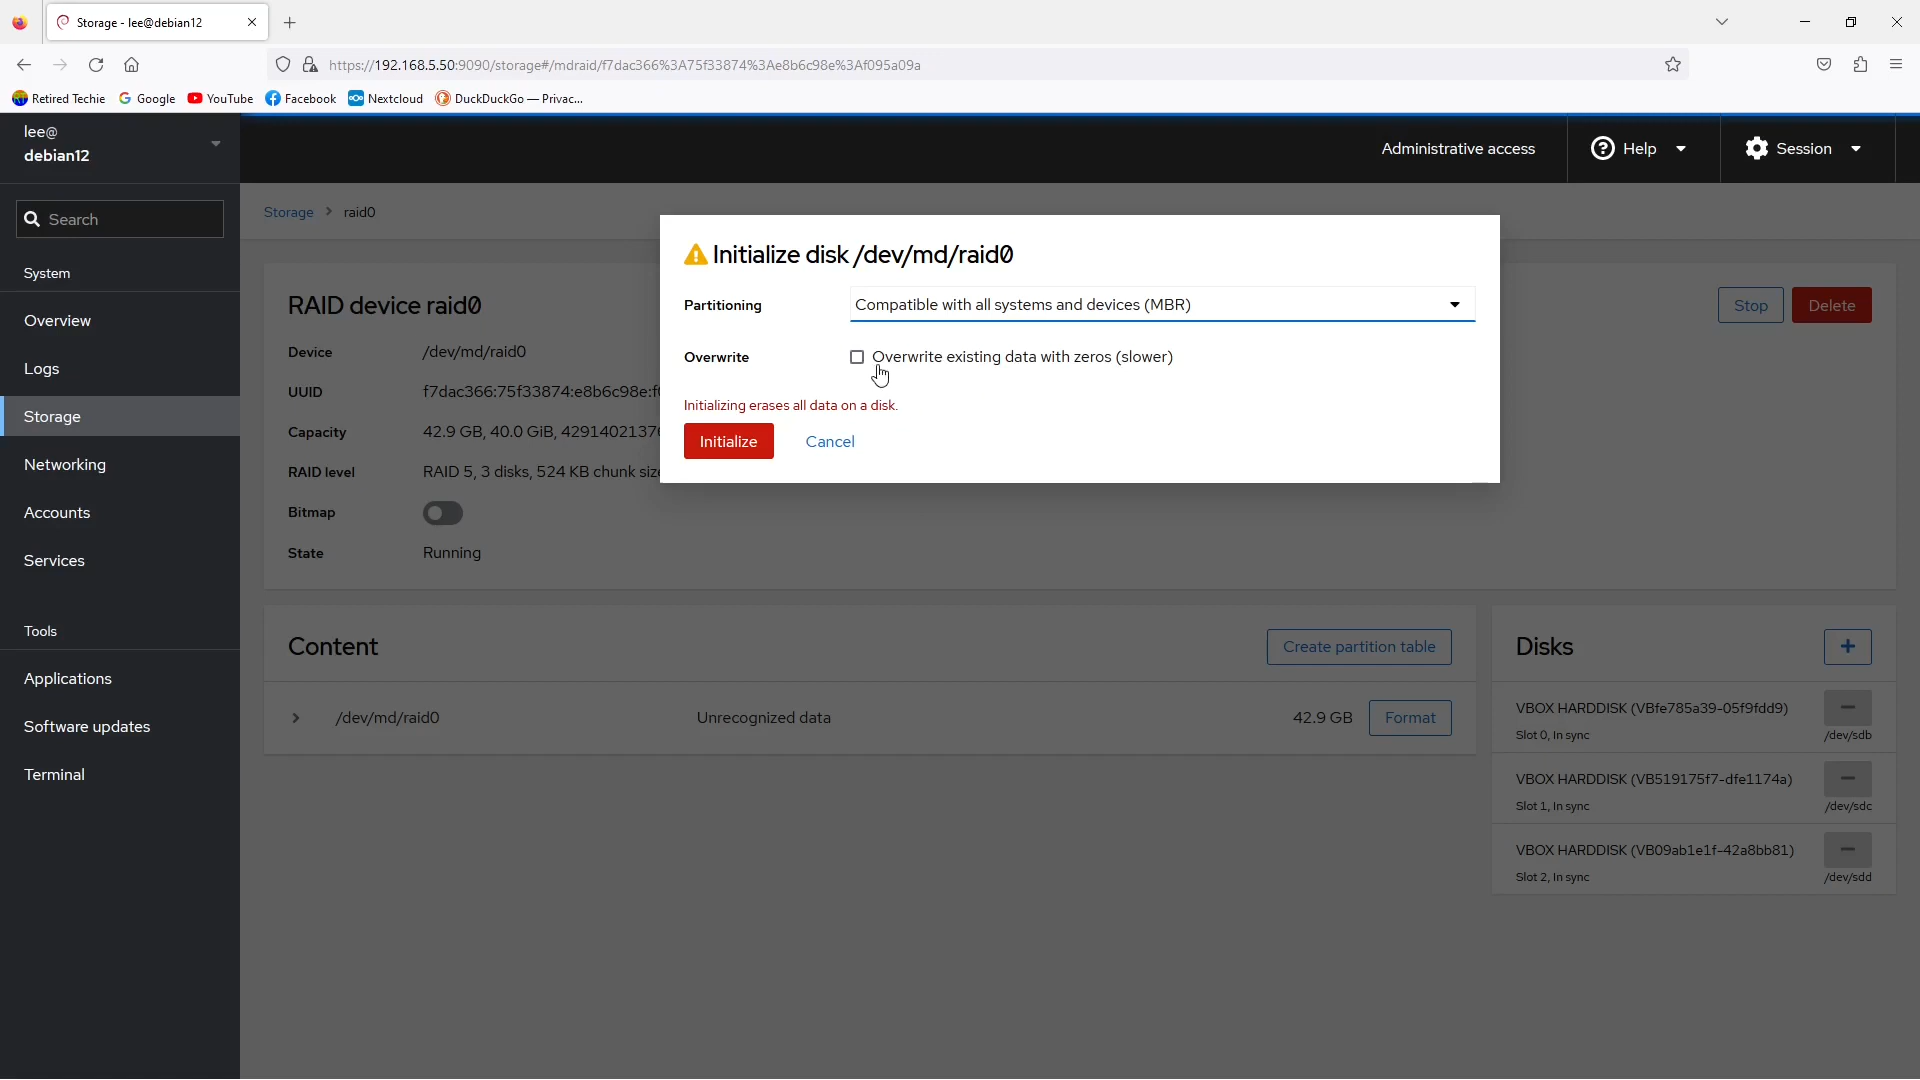 Storage - lee@debian12
https://192.168.5.50:9090/storage#/mdraid/f7dac366%3A75f33874%3Ae8b6c98e%3Af095a09a
Retired Techie Google YouTube Facebook Nextcloud DuckDuckGo — Privac...
lee@
debian12
Administrative access
Help
Session
Search
System
Overview
Logs
Storage
Networking
Accounts
Services
Tools
Applications
Software updates
Terminal
Storage > raid0
RAID device raid0
Stop
Delete
Device /dev/md/raid0
UUID f7dac366:75f33874:e8b6c98e:f
Capacity 42.9 GB, 40.0 GiB, 429140213
RAID level RAID 5, 3 disks, 524 KB chunk siz
Bitmap
State Running
Initialize disk /dev/md/raid0
Partitioning Compatible with all systems and devices (MBR)
Overwrite Overwrite existing data with zeros (slower)
Initializing erases all data on a disk.
Initialize Cancel
Content
Create partition table
/dev/md/raid0 Unrecognized data 42.9 GB Format
Disks
VBOX HARDDISK (VBfe785a39-05f9fdd9)
Slot 0, In sync /dev/sdb
VBOX HARDDISK (VB519175f7-dfe1174a)
Slot 1, In sync /dev/sdc
VBOX HARDDISK (VB09ab1e1f-42a8bb81)
Slot 2, In sync /dev/sdd